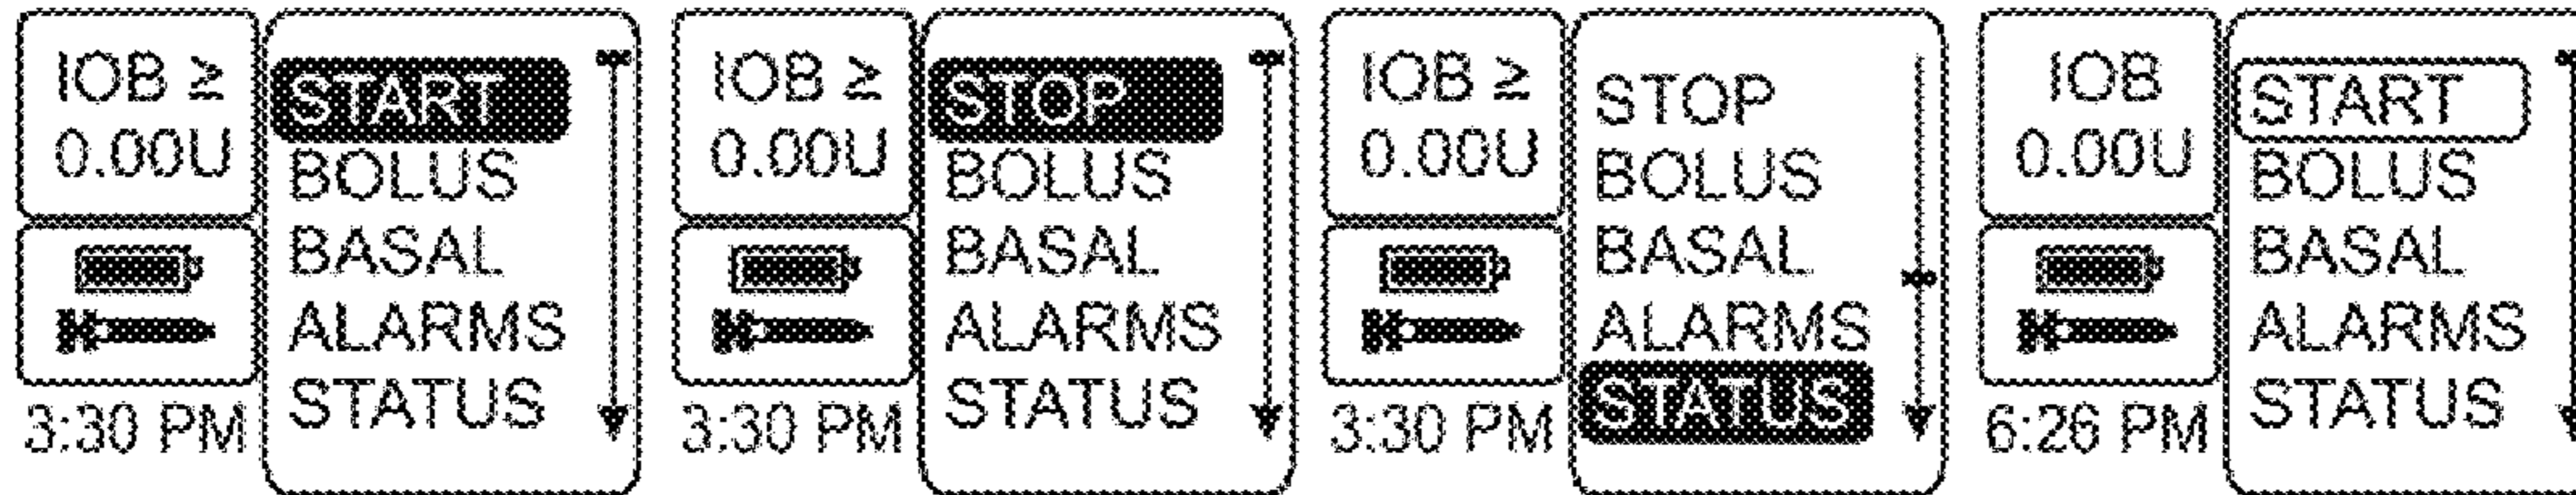 IOB ≥
0.00U
3:30 PM
START
BOLUS
BASAL
ALARMS
STATUS
IOB ≥
0.00U
3:30 PM
STOP
BOLUS
BASAL
ALARMS
STATUS
IOB ≥
0.00U
3:30 PM
STOP
BOLUS
BASAL
ALARMS
STATUS
IOB
0.00U
6:26 PM
START
BOLUS
BASAL
ALARMS
STATUS